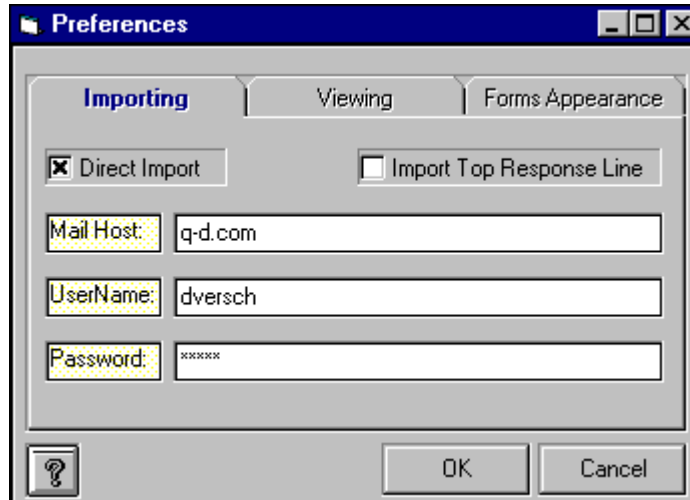 Preferences
Importing Viewing Forms Appearance
Direct Import Import Top Response Line
Mail Host: q-d.com
UserName: dversch
Password: *****
? OK Cancel